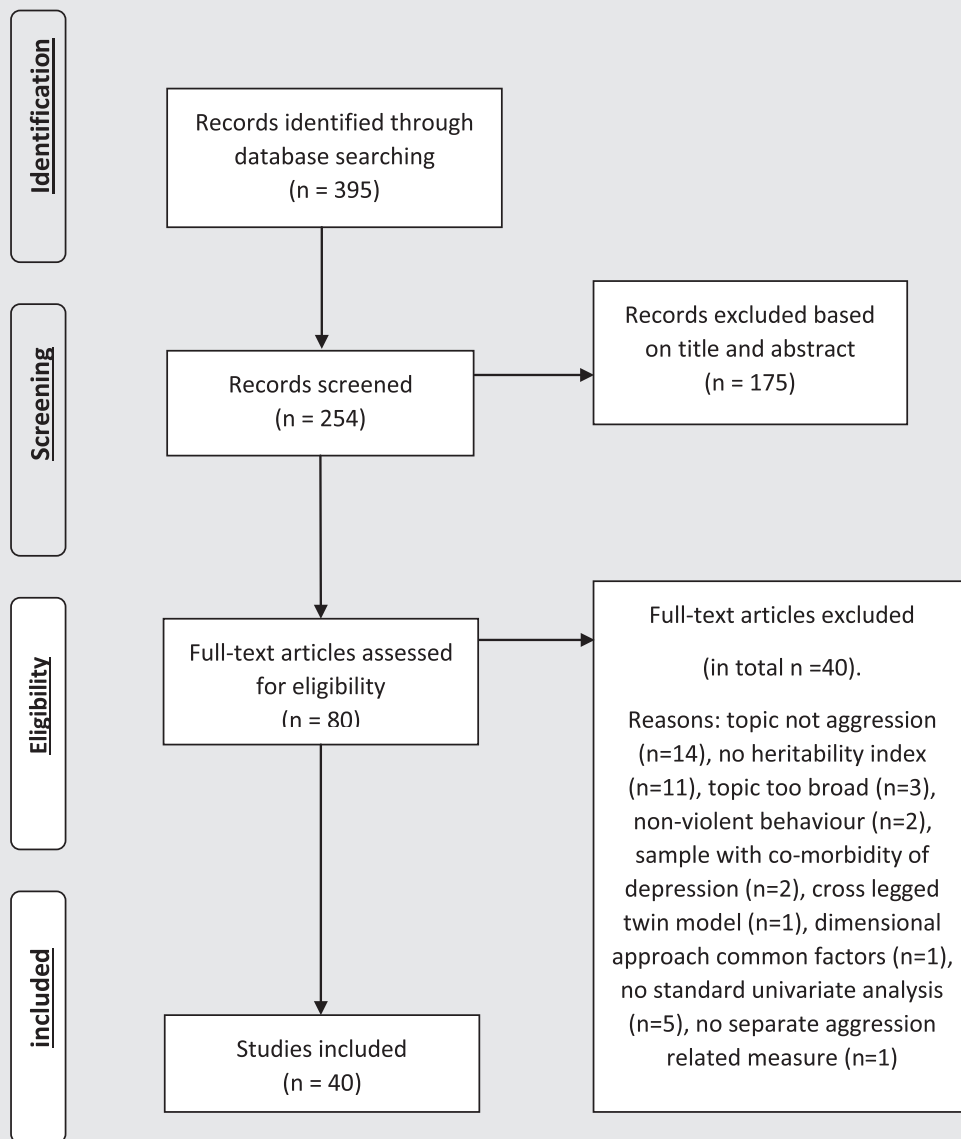 Identification
Records identified through
database searching
(n = 395)
Screening
Records screened
(n = 254)
Records excluded based
on title and abstract
(n = 175)
Eligibility
Full-text articles assessed
for eligibility
(n = 80)
Full-text articles excluded
(in total n =40).
Reasons: topic not aggression
(n=14), no heritability index
(n=11), topic too broad (n=3),
non-violent behaviour (n=2),
sample with co-morbidity of
depression (n=2), cross legged
twin model (n=1), dimensional
approach common factors (n=1),
no standard univariate analysis
(n=5), no separate aggression
related measure (n=1)
included
Studies included
(n = 40)